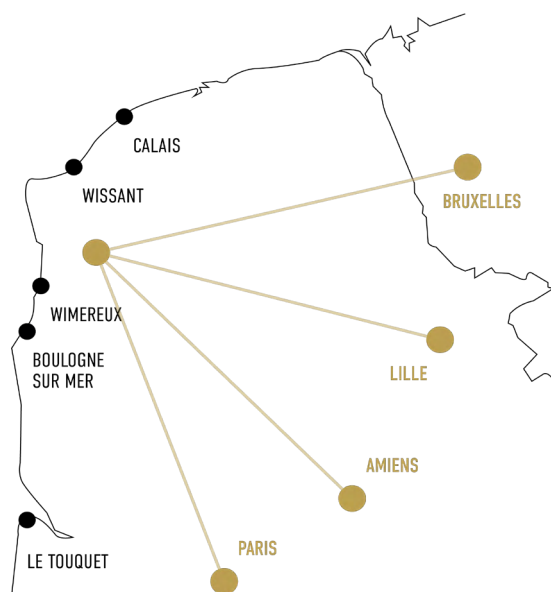 CALAIS
WISSANT
BRUXELLES
WIMEREUX
BOULOGNE
SUR MER
LILLE
AMIENS
PARIS
LE TOUQUET